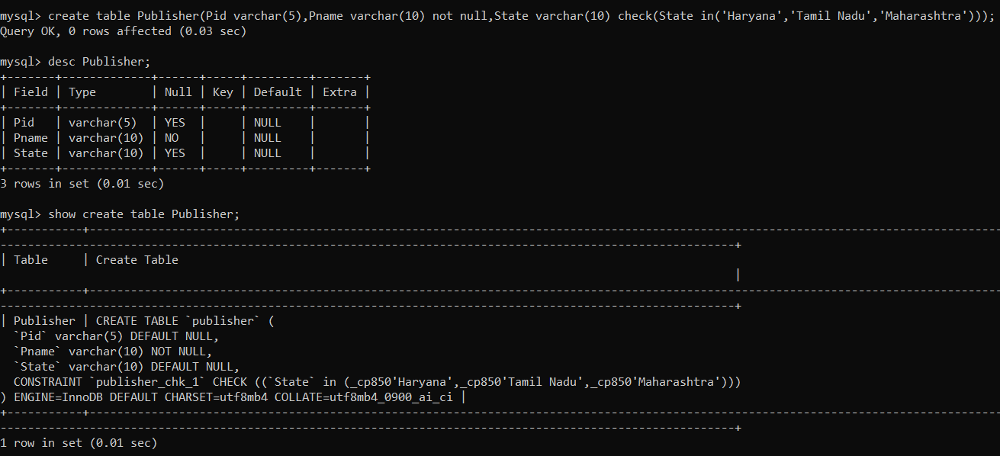 mysql> create table Publisher(Pid varchar(5),Pname varchar(10) not null,State varchar(10) check(State in('Haryana','Tamil Nadu','Maharashtra')));
Query OK, 0 rows affected (0.03 sec)
mysql> desc Publisher;
+-------+-------------+------+-----+---------+-------+
| Field | Type        | Null | Key | Default | Extra |
+-------+-------------+------+-----+---------+-------+
| Pid   | varchar(5)  | YES  |     | NULL    |       |
| Pname | varchar(10) | NO   |     | NULL    |       |
| State | varchar(10) | YES  |     | NULL    |       |
+-------+-------------+------+-----+---------+-------+
3 rows in set (0.01 sec)
mysql> show create table Publisher;
| Table     | Create Table
|
| Publisher | CREATE TABLE `publisher` (
  `Pid` varchar(5) DEFAULT NULL,
  `Pname` varchar(10) NOT NULL,
  `State` varchar(10) DEFAULT NULL,
  CONSTRAINT `publisher_chk_1` CHECK ((`State` in (_cp850'Haryana',_cp850'Tamil Nadu',_cp850'Maharashtra')))
) ENGINE=InnoDB DEFAULT CHARSET=utf8mb4 COLLATE=utf8mb4_0900_ai_ci |
1 row in set (0.01 sec)